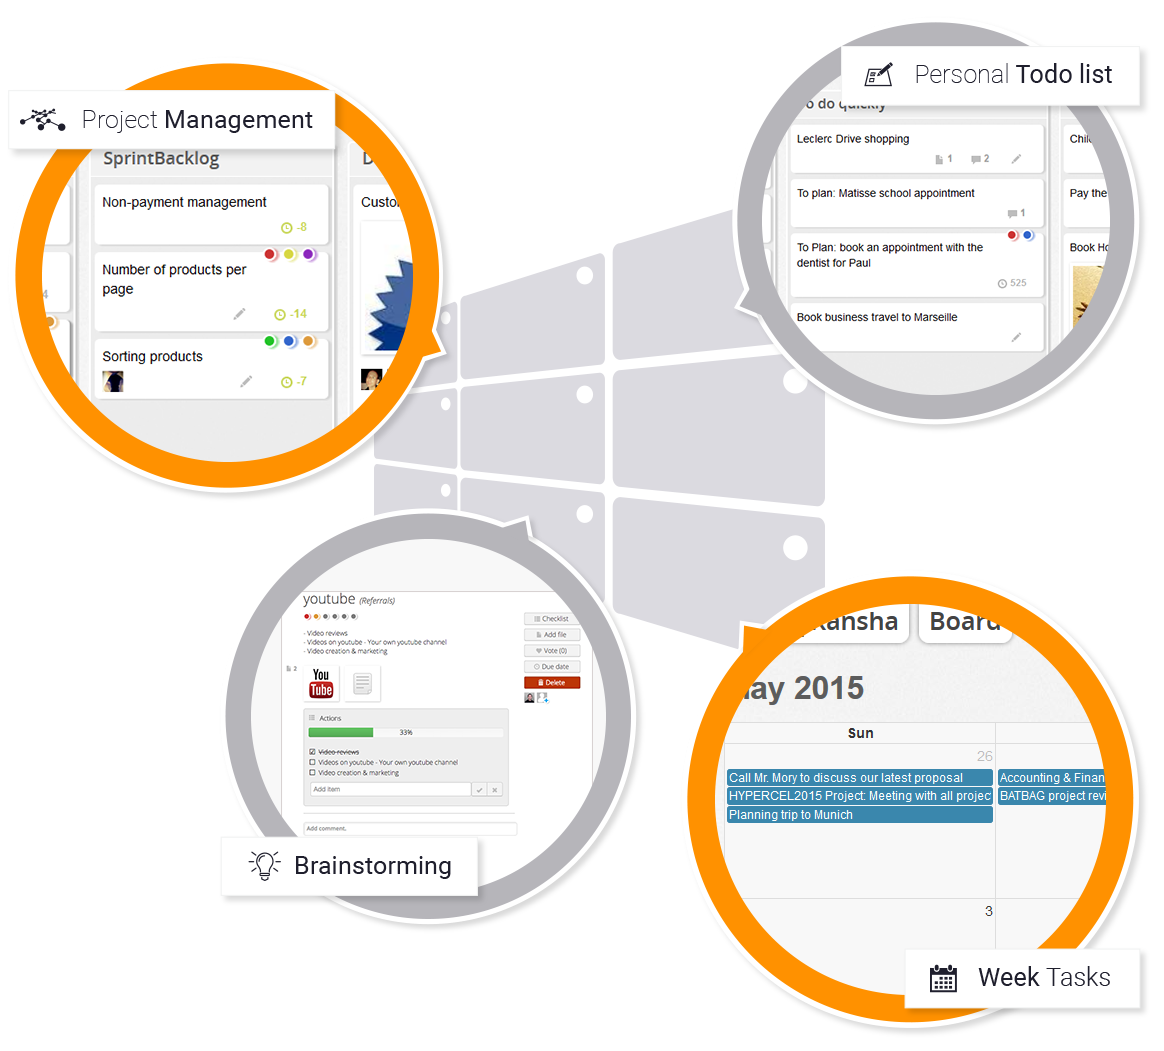 Project Management
SprintBacklog
Non-payment management
-8
Number of products per
page
-14
Sorting products
-7
Personal Todo list
do quickly
Leclerc Drive shopping
1
2
To plan: Matisse school appointment
1
To Plan: book an appointment with the
dentist for Paul
525
Book business travel to Marseille
Pay the
Book
youtube (Referrals)
- Video reviews
- Videos on youtube - Your own youtube channel
- Video creation & marketing
2
You
Tube
Checklist
Add file
Vote (0)
Due date
Delete
Actions
33%
Video reviews
Videos on youtube - Your own youtube channel
Video creation & marketing
Add item
Add comment.
Brainstorming
Kansha
Board
ay 2015
Sun
26
Call Mr. Mory to discuss our latest proposal
Accounting & Finan
HYPERCEL2015 Project: Meeting with all project
BATBAG project revi
Planning trip to Munich
3
Week Tasks